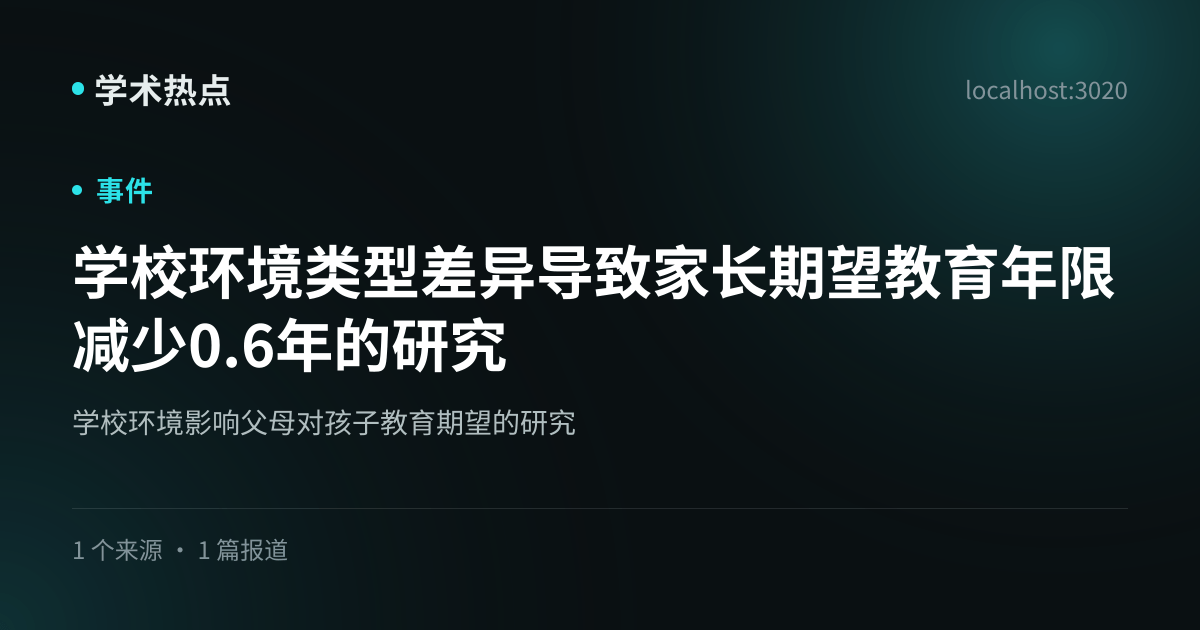 学术热点
localhost:3020
事件
学校环境类型差异导致家长期望教育年限
减少0.6年的研究
学校环境影响父母对孩子教育期望的研究
1 个来源 · 1 篇报道